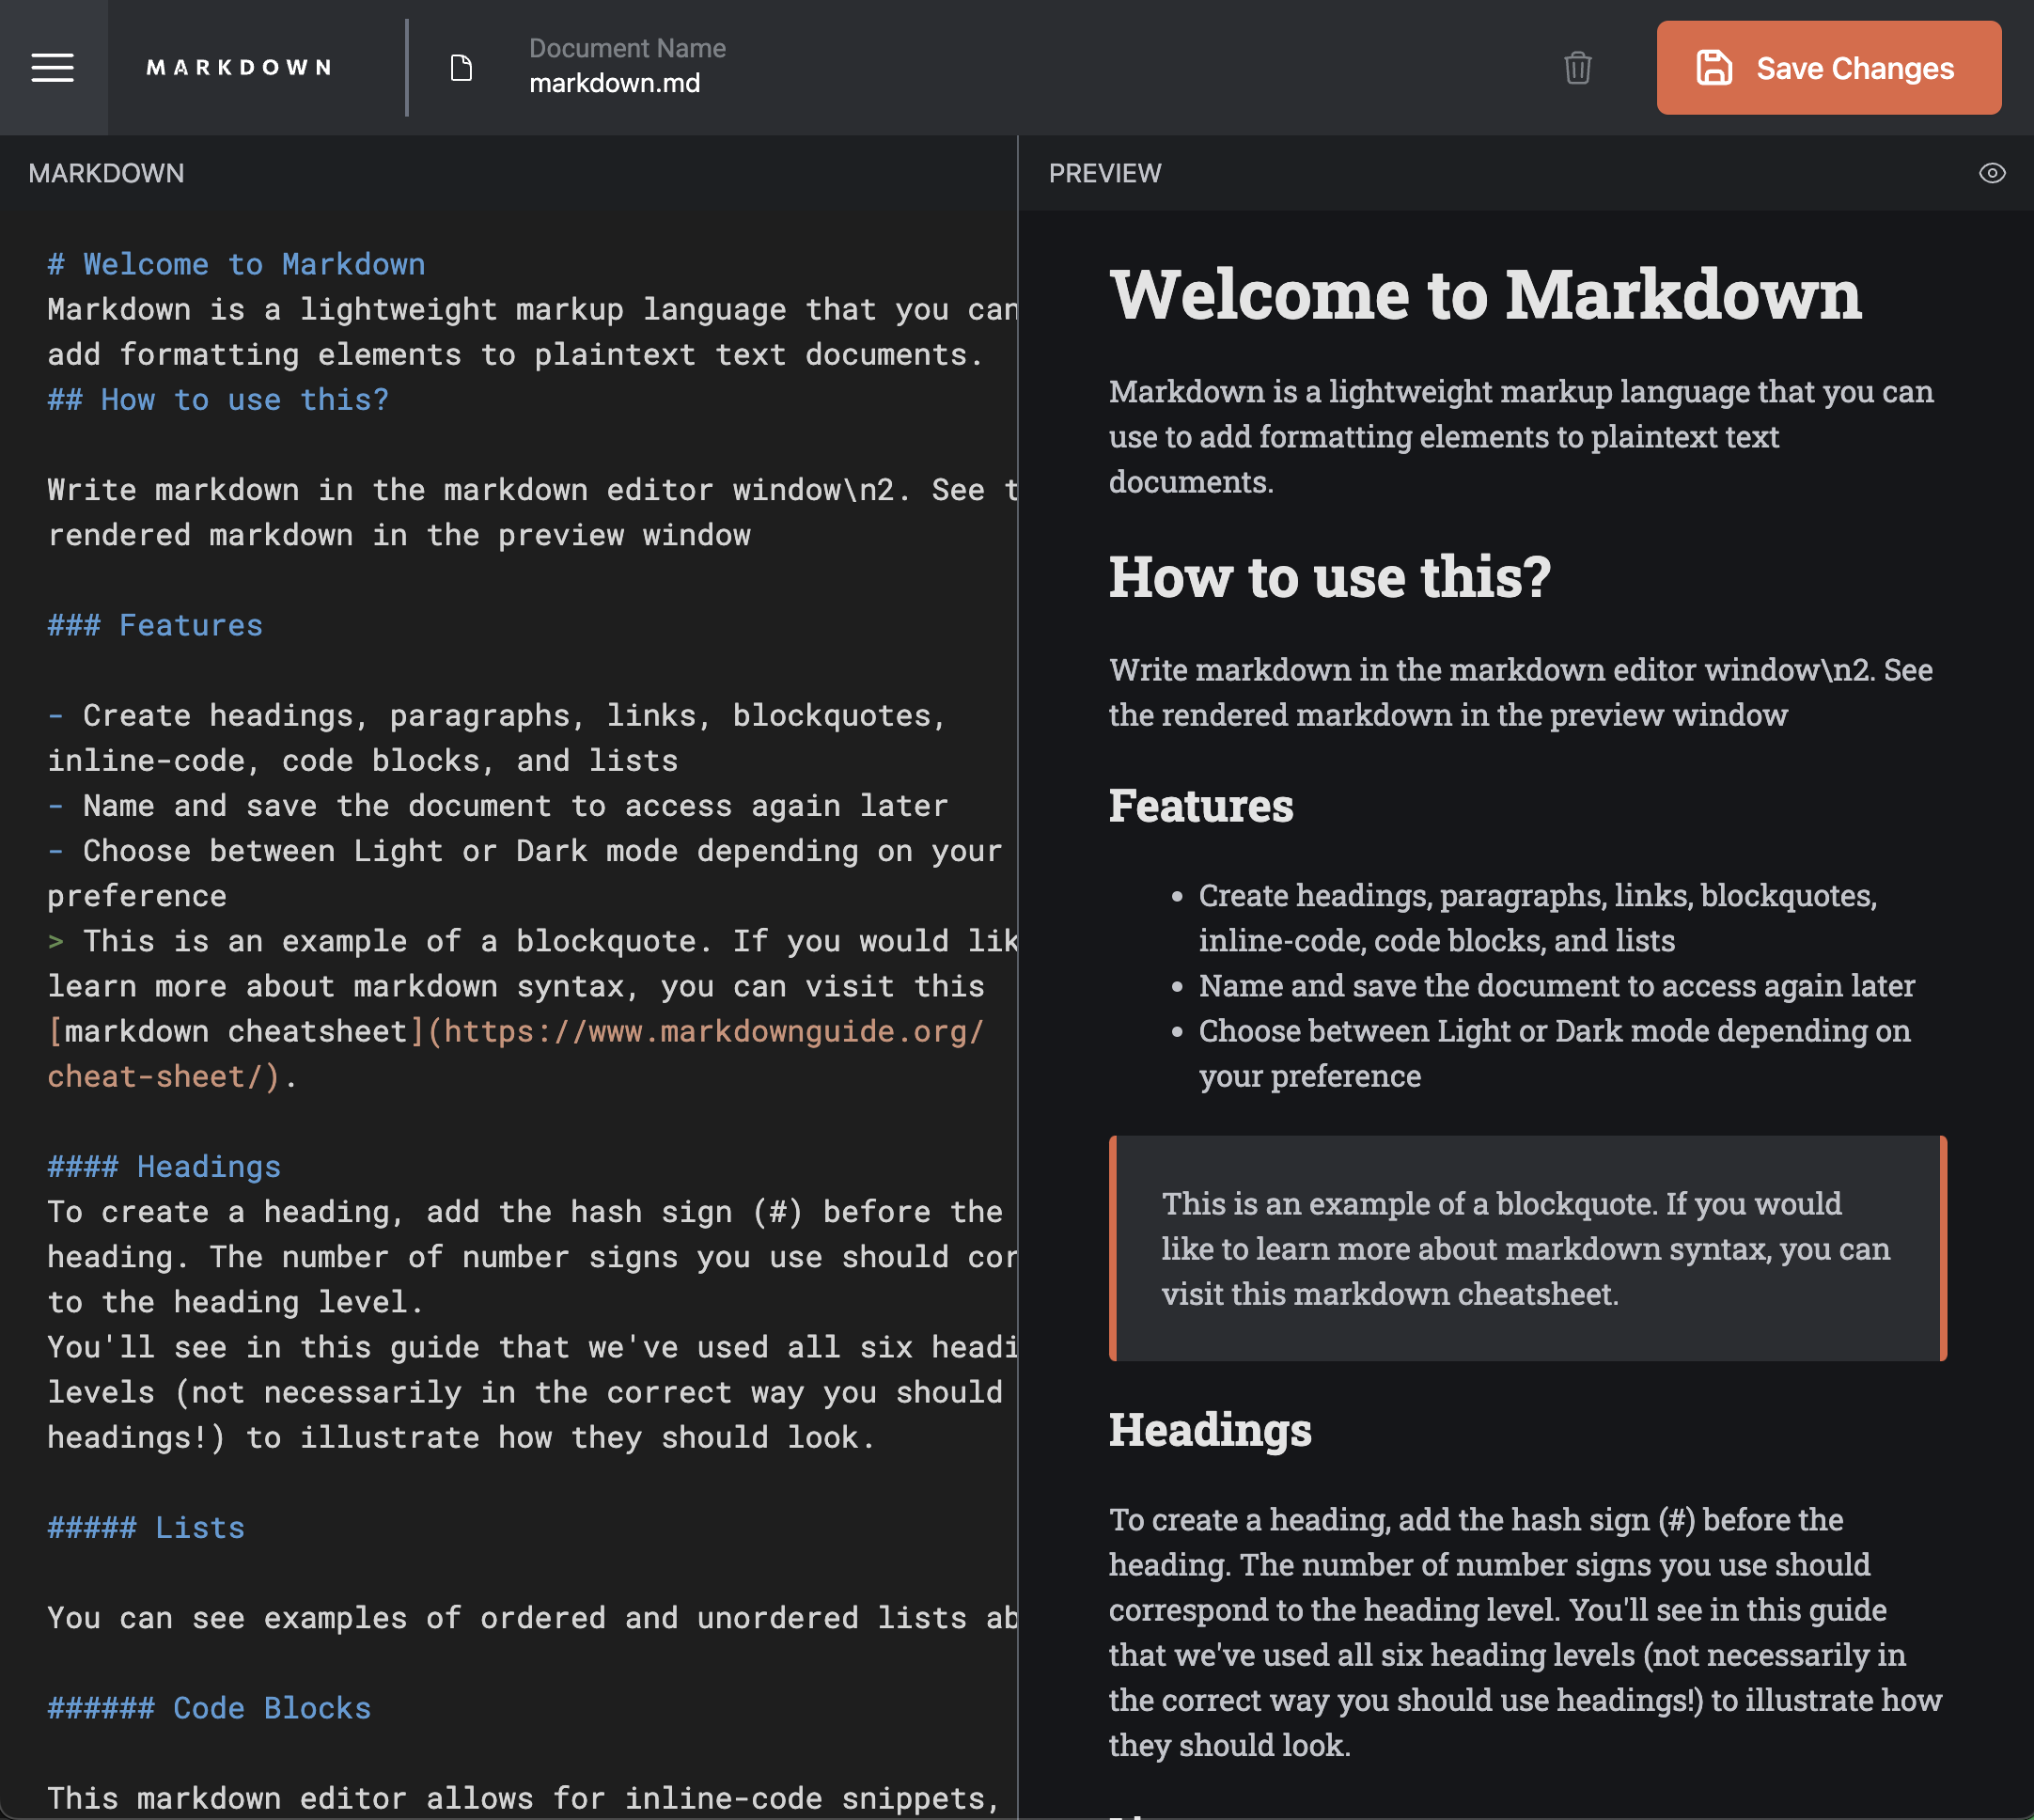 MARKDOWN
Document Name
markdown.md
Save Changes
MARKDOWN
# Welcome to Markdown
Markdown is a lightweight markup language that you can
add formatting elements to plaintext text documents.
## How to use this?
Write markdown in the markdown editor window\n2. See t
rendered markdown in the preview window
### Features
- Create headings, paragraphs, links, blockquotes,
inline-code, code blocks, and lists
- Name and save the document to access again later
- Choose between Light or Dark mode depending on your
preference
> This is an example of a blockquote. If you would lik
learn more about markdown syntax, you can visit this
[markdown cheatsheet](https://www.markdownguide.org/
cheat-sheet/).
#### Headings
To create a heading, add the hash sign (#) before the
heading. The number of number signs you use should cor
to the heading level.
You'll see in this guide that we've used all six headi
levels (not necessarily in the correct way you should
headings!) to illustrate how they should look.
##### Lists
You can see examples of ordered and unordered lists ab
###### Code Blocks
This markdown editor allows for inline-code snippets,
PREVIEW
Welcome to Markdown
Markdown is a lightweight markup language that you can
use to add formatting elements to plaintext text
documents.
How to use this?
Write markdown in the markdown editor window\n2. See
the rendered markdown in the preview window
Features
• Create headings, paragraphs, links, blockquotes,
inline-code, code blocks, and lists
• Name and save the document to access again later
• Choose between Light or Dark mode depending on
your preference
This is an example of a blockquote. If you would
like to learn more about markdown syntax, you can
visit this markdown cheatsheet.
Headings
To create a heading, add the hash sign (#) before the
heading. The number of number signs you use should
correspond to the heading level. You'll see in this guide
that we've used all six heading levels (not necessarily in
the correct way you should use headings!) to illustrate how
they should look.